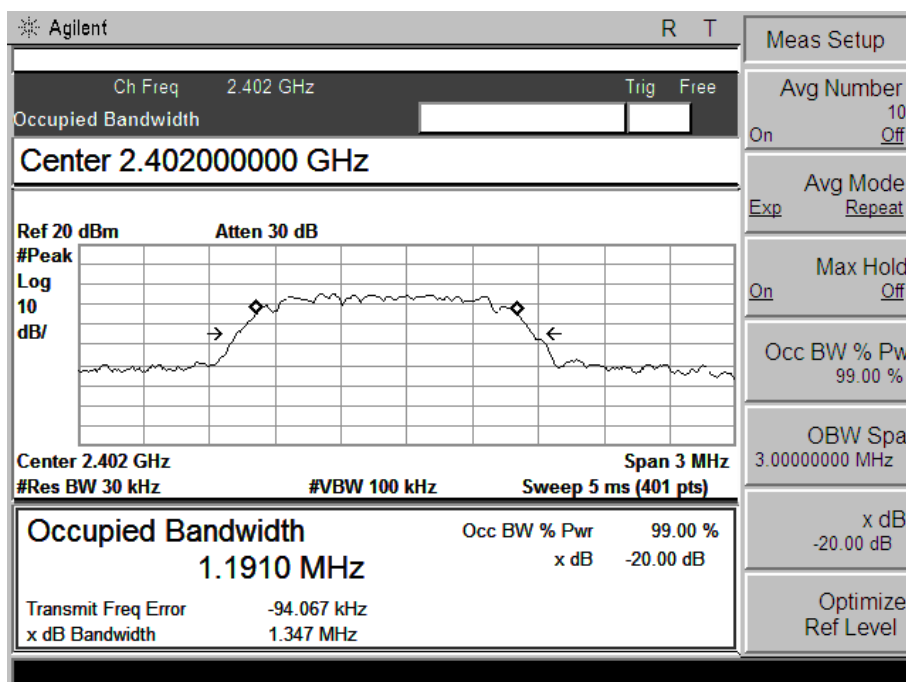 Agilent R T
Meas Setup
Ch Freq 2.402 GHz Trig Free
Occupied Bandwidth
Center 2.402000000 GHz
Ref 20 dBm Atten 30 dB
#Peak
Log
10
dB/
Center 2.402 GHz Span 3 MHz
#Res BW 30 kHz #VBW 100 kHz Sweep 5 ms (401 pts)
Occupied Bandwidth
1.1910 MHz
Occ BW % Pwr 99.00 %
x dB -20.00 dB
Transmit Freq Error -94.067 kHz
x dB Bandwidth 1.347 MHz
Avg Number
10
On Off
Avg Mode
Exp Repeat
Max Hold
On Off
Occ BW % Pw
99.00 %
OBW Spa
3.00000000 MHz
x dB
-20.00 dB
Optimize
Ref Level